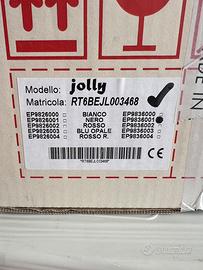 Modello: jolly
Matricola: RT6BEJL003468
EP9826000 BIANCO EP9836000
EP9826001 NERO EP9836001
EP9826002 ROSSO EP9836002
EP9826003 BLU OPALE EP9836003
EP9826004 ROSSO R. EP9836004
*RT6BEJL003468*